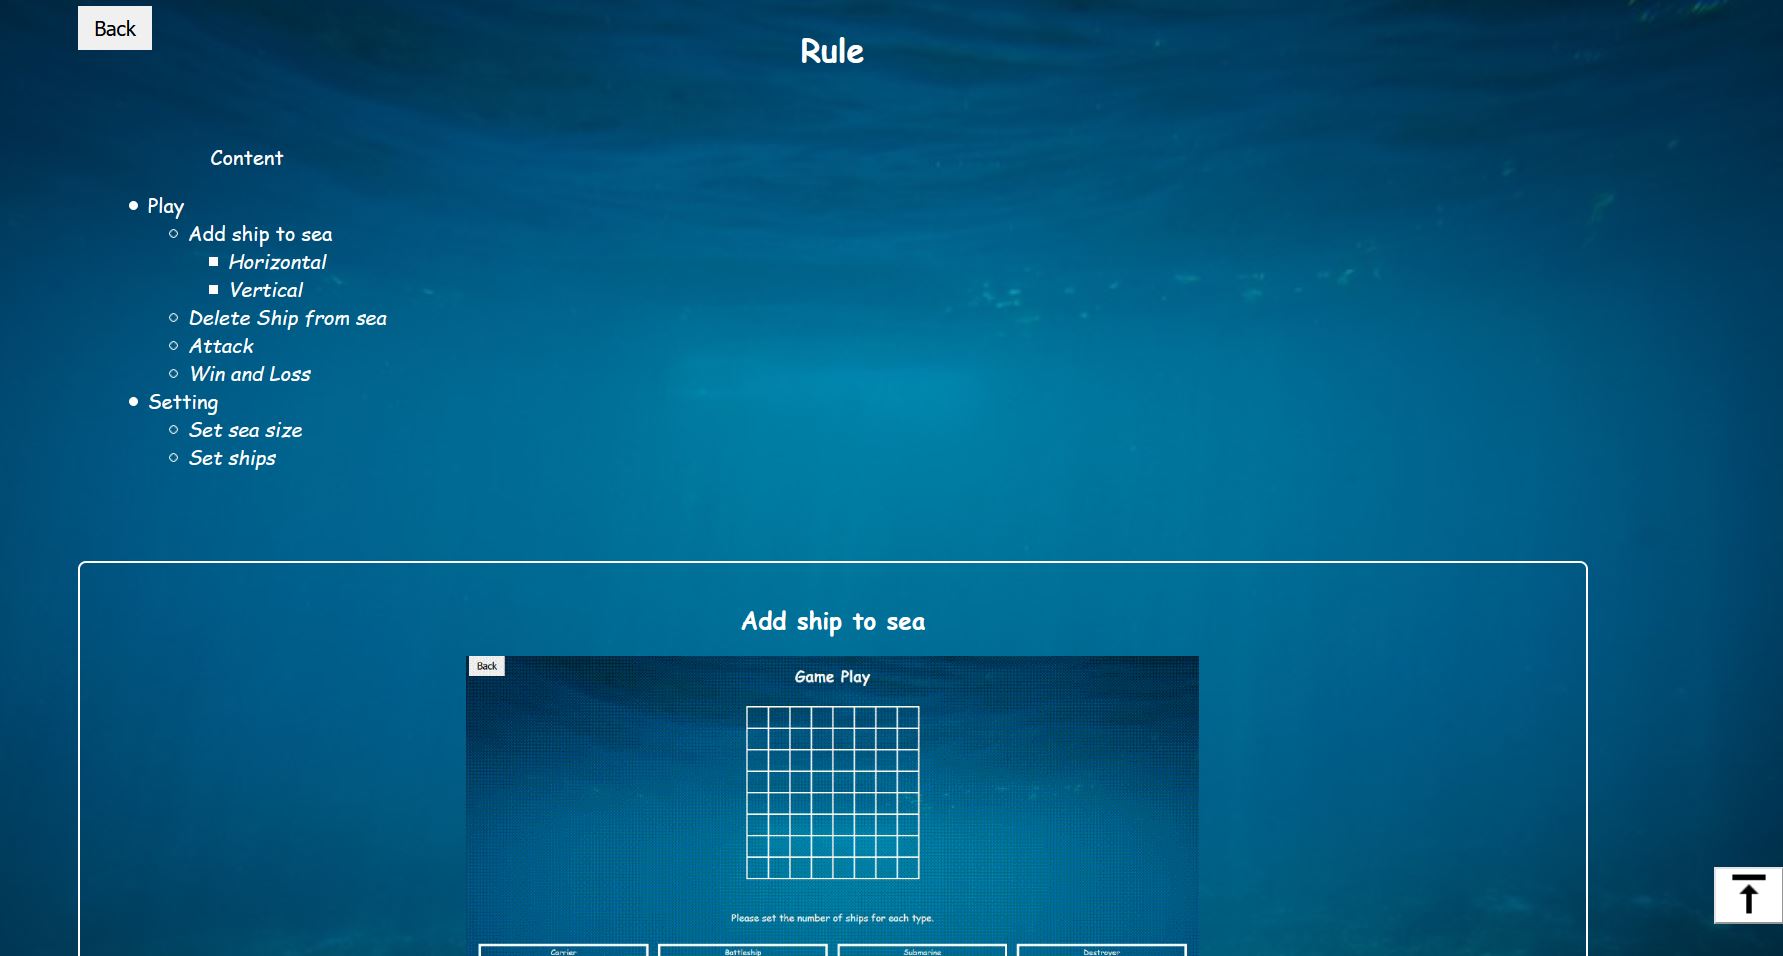 Back
Rule
Content
Play
Add ship to sea
Horizontal
Vertical
Delete Ship from sea
Attack
Win and Loss
Setting
Set sea size
Set ships
Add ship to sea
Back
Game Play
Please set the number of ships for each type.
Carrier Battleship Submarine Destroyer